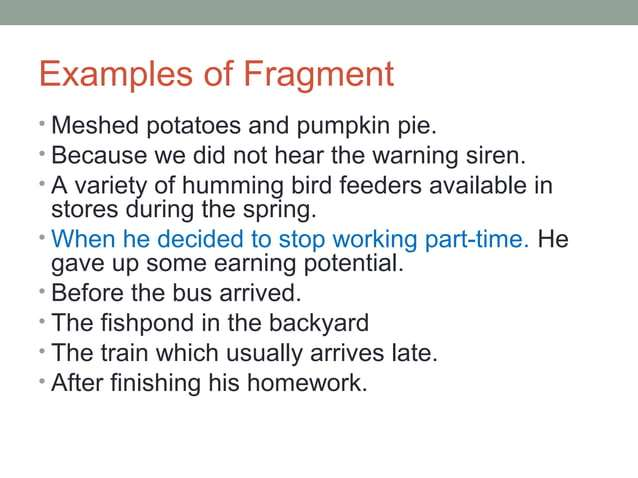 Examples of Fragment
• Meshed potatoes and pumpkin pie.
• Because we did not hear the warning siren.
• A variety of humming bird feeders available in
stores during the spring.
• When he decided to stop working part-time. He
gave up some earning potential.
• Before the bus arrived.
• The fishpond in the backyard
• The train which usually arrives late.
• After finishing his homework.